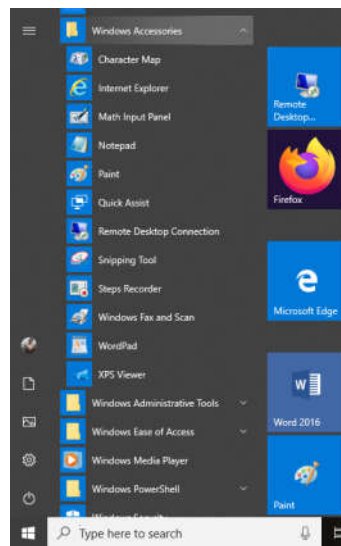 Windows Accessories
Character Map
Internet Explorer
Math Input Panel
Notepad
Paint
Quick Assist
Remote Desktop Connection
Snipping Tool
Steps Recorder
Windows Fax and Scan
WordPad
XPS Viewer
Windows Administrative Tools
Windows Ease of Access
Windows Media Player
Windows PowerShell
Remote
Desktop...
Firefox
Microsoft Edge
Word 2016
Paint
Type here to search